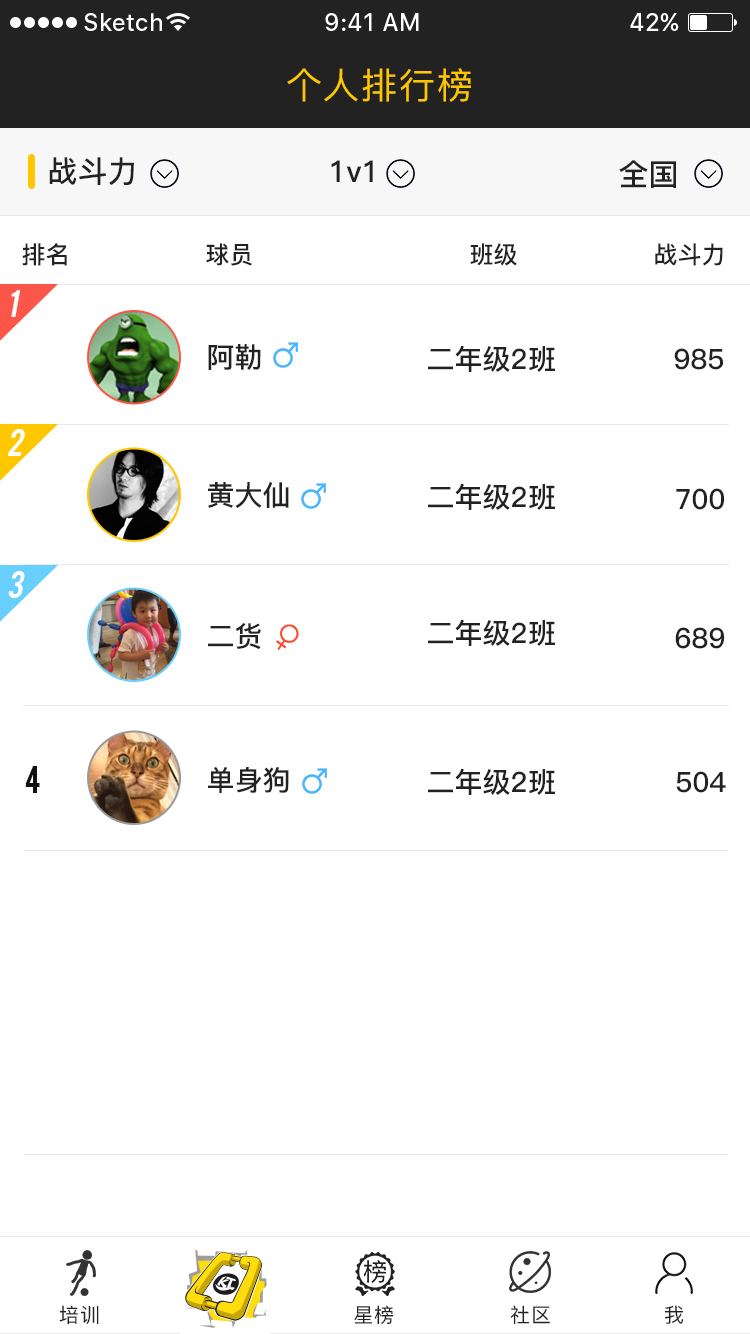 Sketch 9:41 AM 42%
个人排行榜
战斗力 1v1 全国
排名 球员 班级 战斗力
1 阿勒 二年级2班 985
2 黄大仙 二年级2班 700
3 二货 二年级2班 689
4 单身狗 二年级2班 504
榜
培训 星榜 社区 我